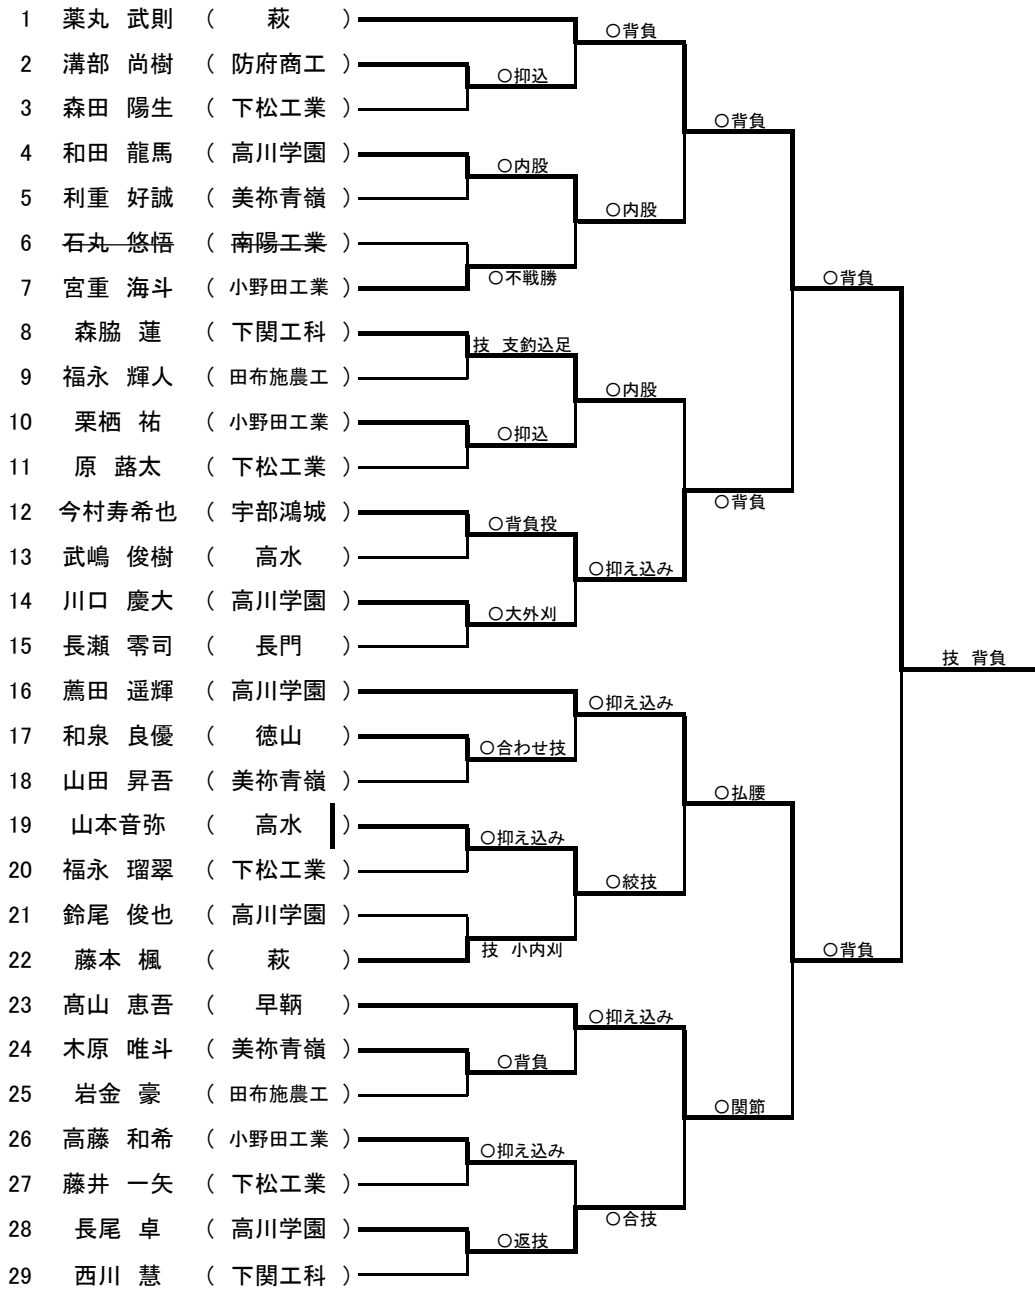 1 薬丸 武則 ( 萩 )
○背負
2 溝部 尚樹 ( 防府商工 )
○抑込
3 森田 陽生 ( 下松工業 )
○背負
4 和田 龍馬 ( 高川学園 )
○内股
5 利重 好誠 ( 美祢青嶺 )
○内股
6 石丸 悠悟 ( 南陽工業 )
○不戦勝
○背負
7 宮重 海斗 ( 小野田工業 )
8 森脇 蓮 ( 下関工科 )
技 支釣込足
9 福永 輝人 ( 田布施農工 )
○内股
10 栗栖 祐 ( 小野田工業 )
○抑込
11 原 蕗太 ( 下松工業 )
○背負
12 今村寿希也 ( 宇部鴻城 )
○背負投
13 武嶋 俊樹 ( 高水 )
○抑え込み
14 川口 慶大 ( 高川学園 )
○大外刈
15 長瀬 零司 ( 長門 )
技 背負
16 薦田 遥輝 ( 高川学園 )
○抑え込み
17 和泉 良優 ( 徳山 )
○合わせ技
18 山田 昇吾 ( 美祢青嶺 )
○払腰
19 山本音弥 ( 高水 )
○抑え込み
20 福永 瑠翠 ( 下松工業 )
○絞技
21 鈴尾 俊也 ( 高川学園 )
技 小内刈
○背負
22 藤本 楓 ( 萩 )
23 髙山 恵吾 ( 早鞆 )
○抑え込み
24 木原 唯斗 ( 美祢青嶺 )
○背負
25 岩金 豪 ( 田布施農工 )
○関節
26 高藤 和希 ( 小野田工業 )
○抑え込み
27 藤井 一矢 ( 下松工業 )
○合技
28 長尾 卓 ( 高川学園 )
○返技
29 西川 慧 ( 下関工科 )